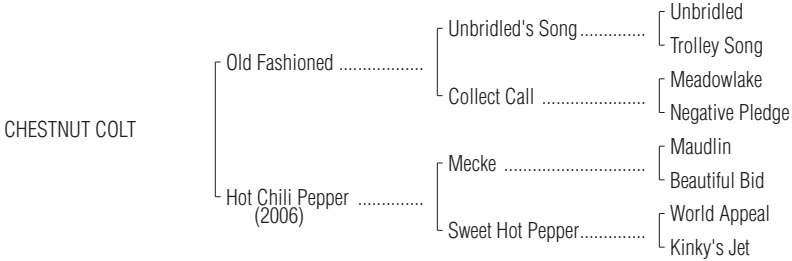 Unbridled
Unbridled's Song..............
Trolley Song
Old Fashioned ..................
Meadowlake
Collect Call ......................
Negative Pledge
CHESTNUT COLT
Maudlin
Mecke ..............................
Beautiful Bid
Hot Chili Pepper ..............
(2006)
World Appeal
Sweet Hot Pepper..............
Kinky's Jet